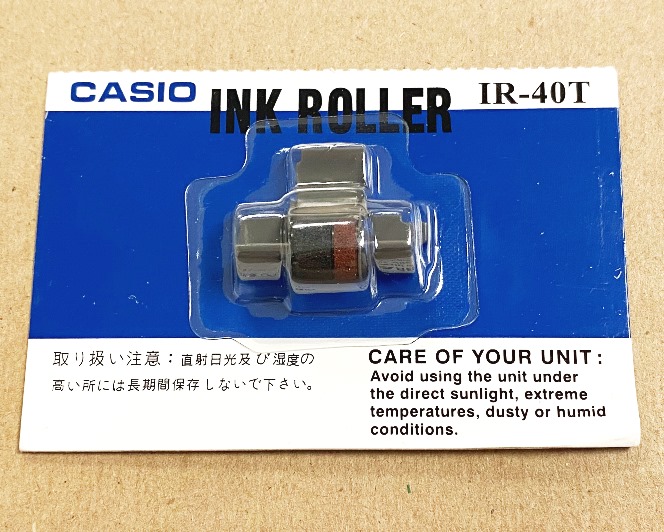 CASIO INK ROLLER IR-40T
取り扱い注意：直射日光及び湿度の
高い所には長期間保存しないで下さい。
CARE OF YOUR UNIT:
Avoid using the unit under
the direct sunlight, extreme
temperatures, dusty or humid
conditions.